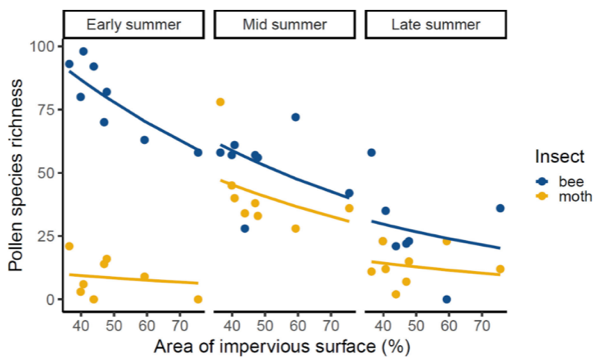 Early summer Mid summer Late summer
100
75
50
25
0
Pollen species richness
40 50 60 70 40 50 60 70 40 50 60 70
Area of impervious surface (%)
Insect
bee
moth